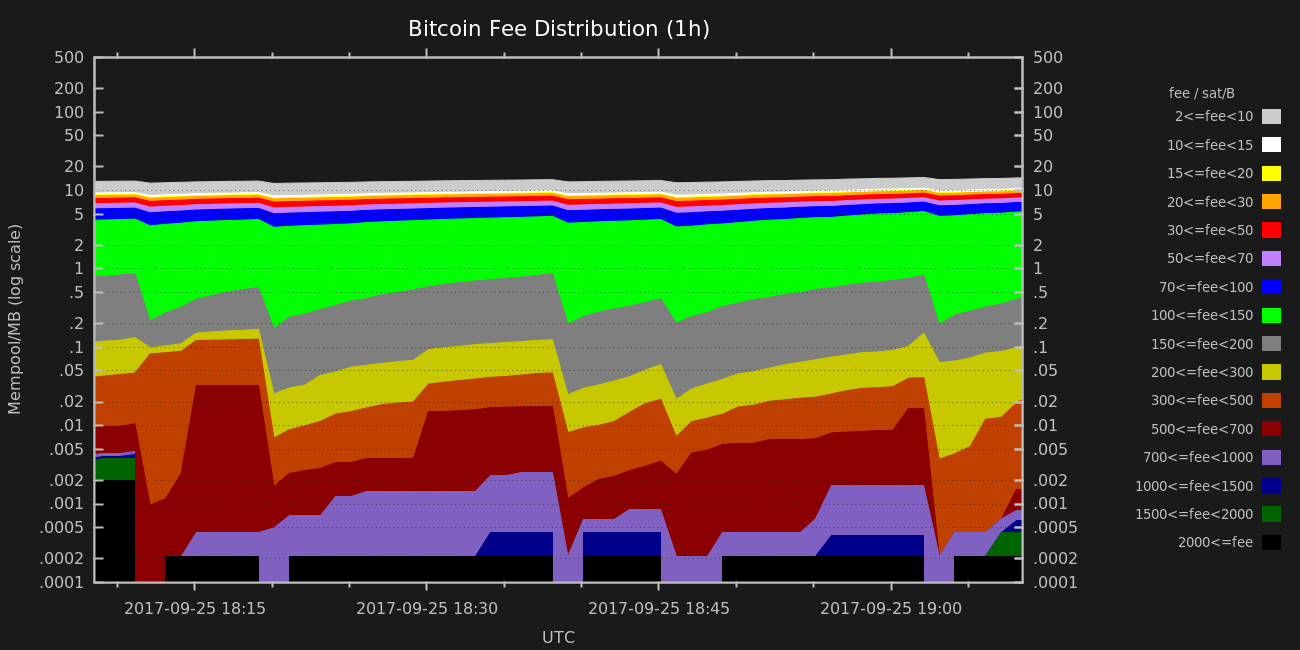 Bitcoin Fee Distribution (1h)
Mempool/MB (log scale)
500
200
100
50
20
10
5
2
1
.5
.2
.1
.05
.02
.01
.005
.002
.001
.0005
.0002
.0001
500
200
100
50
20
10
5
2
1
.5
.2
.1
.05
.02
.01
.005
.002
.001
.0005
.0002
.0001
2017-09-25 18:15
2017-09-25 18:30
2017-09-25 18:45
2017-09-25 19:00
UTC
fee / sat/B
2<=fee<10
10<=fee<15
15<=fee<20
20<=fee<30
30<=fee<50
50<=fee<70
70<=fee<100
100<=fee<150
150<=fee<200
200<=fee<300
300<=fee<500
500<=fee<700
700<=fee<1000
1000<=fee<1500
1500<=fee<2000
2000<=fee